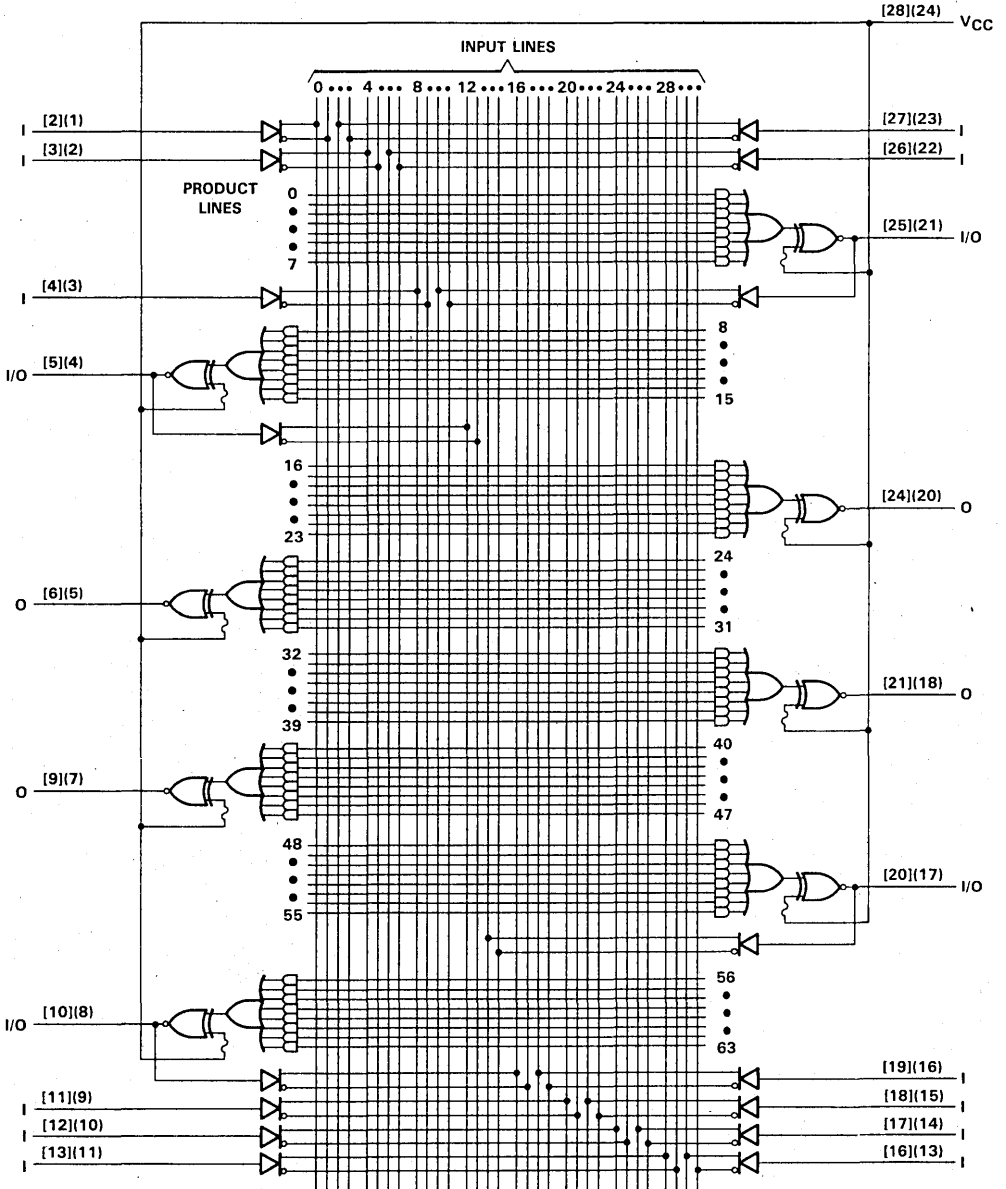 [28](24) VCC
INPUT LINES
0 ••• 4 ••• 8 ••• 12 ••• 16 ••• 20 ••• 24 ••• 28 •••
I [2](1)
[27](23) I
I [3](2)
[26](22) I
PRODUCT
LINES
0
7
[25](21) I/O
I [4](3)
8
15
I/O [5](4)
16
23
[24](20) O
24
31
O [6](5)
32
39
[21](18) O
40
47
O [9](7)
48
55
[20](17) I/O
56
63
I/O [10](8)
[19](16) I
I [11](9)
[18](15) I
I [12](10)
[17](14) I
I [13](11)
[16](13) I